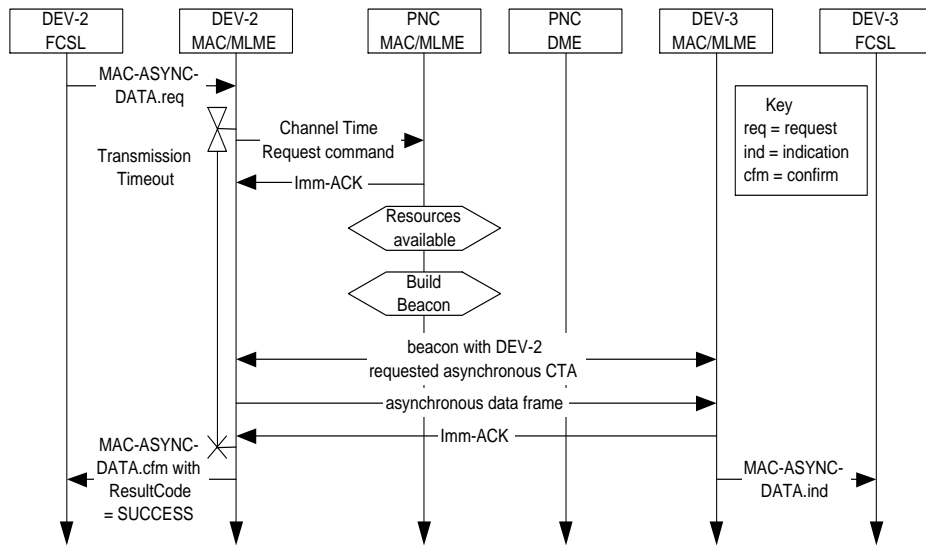 DEV-2
FCSL
DEV-2
MAC/MLME
PNC
MAC/MLME
PNC
DME
DEV-3
MAC/MLME
DEV-3
FCSL
MAC-ASYNC-
DATA.req
Key
req = request
ind = indication
cfm = confirm
Channel Time
Request command
Transmission
Timeout
Imm-ACK
Resources
available
Build
Beacon
beacon with DEV-2
requested asynchronous CTA
asynchronous data frame
Imm-ACK
MAC-ASYNC-
DATA.cfm with
ResultCode
= SUCCESS
MAC-ASYNC-
DATA.ind